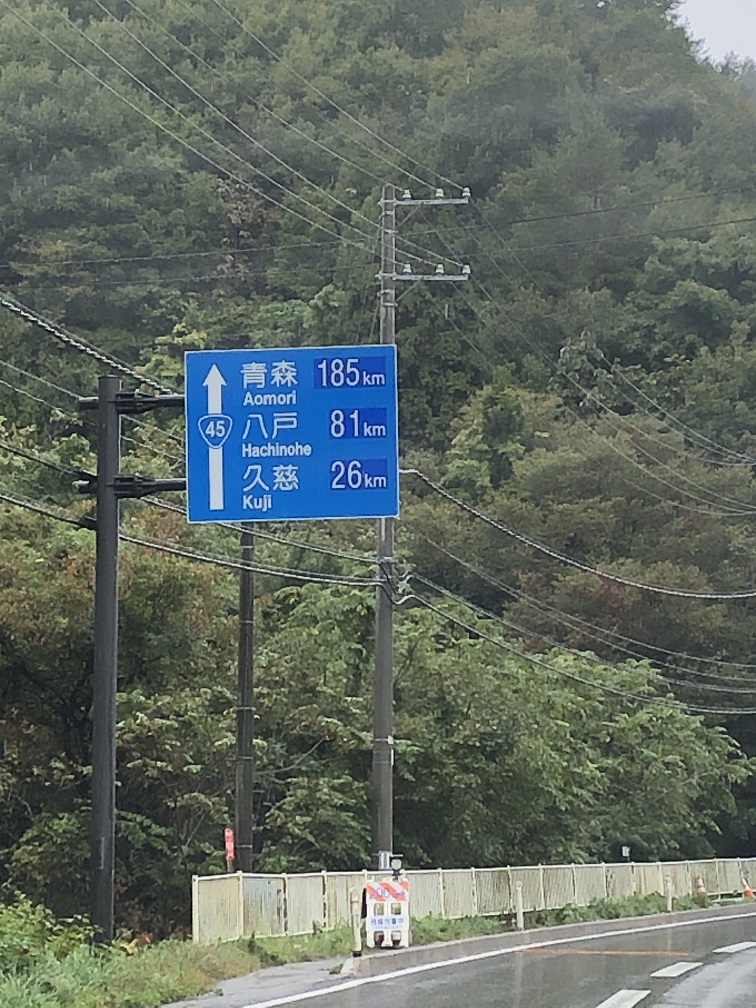 青森 185km
Aomori
45
八戸 81km
Hachinohe
久慈 26km
Kuji